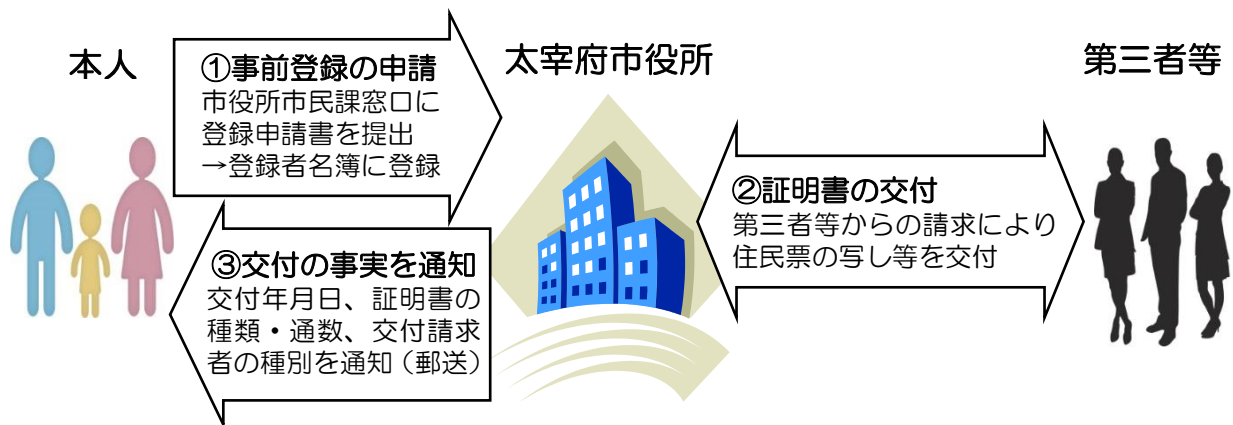 本人
①事前登録の申請
市役所市民課窓口に
登録申請書を提出
→登録者名簿に登録
太宰府市役所
第三者等
②証明書の交付
第三者等からの請求により
住民票の写し等を交付
③交付の事実を通知
交付年月日、証明書の
種類・通数、交付請求
者の種別を通知（郵送）